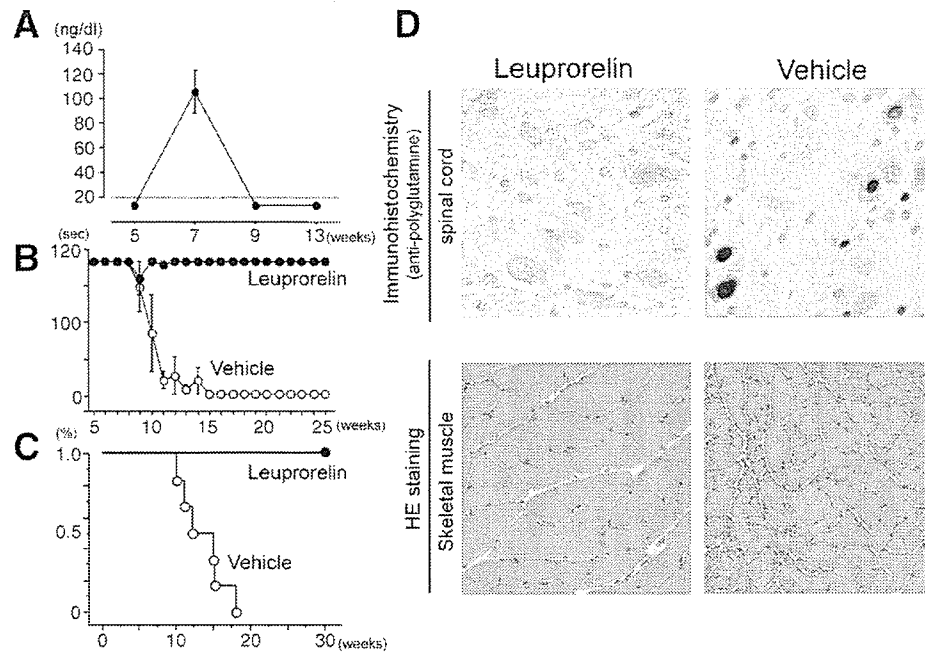 A
(ng/dl)
140
120
100
80
60
40
20
5 7 9 13 (weeks)
B
(sec)
120
100
0
Leuprorelin
Vehicle
5 10 15 20 25 (weeks)
C
(%)
1.0
0.5
0
Leuprorelin
Vehicle
0 10 20 30 (weeks)
D
Leuprorelin Vehicle
Immunohistochemistry
(anti-polyglutamine)
spinal cord
HE staining
Skeletal muscle